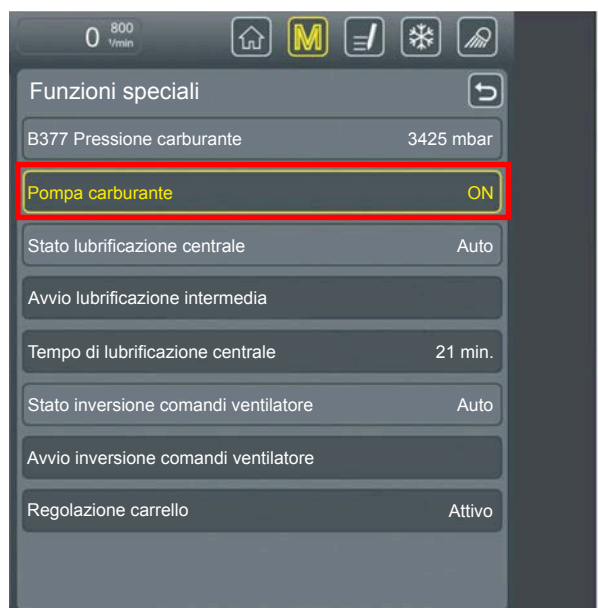 0 800 1/min
M
Funzioni speciali
B377 Pressione carburante 3425 mbar
Pompa carburante ON
Stato lubrificazione centrale Auto
Avvio lubrificazione intermedia
Tempo di lubrificazione centrale 21 min.
Stato inversione comandi ventilatore Auto
Avvio inversione comandi ventilatore
Regolazione carrello Attivo